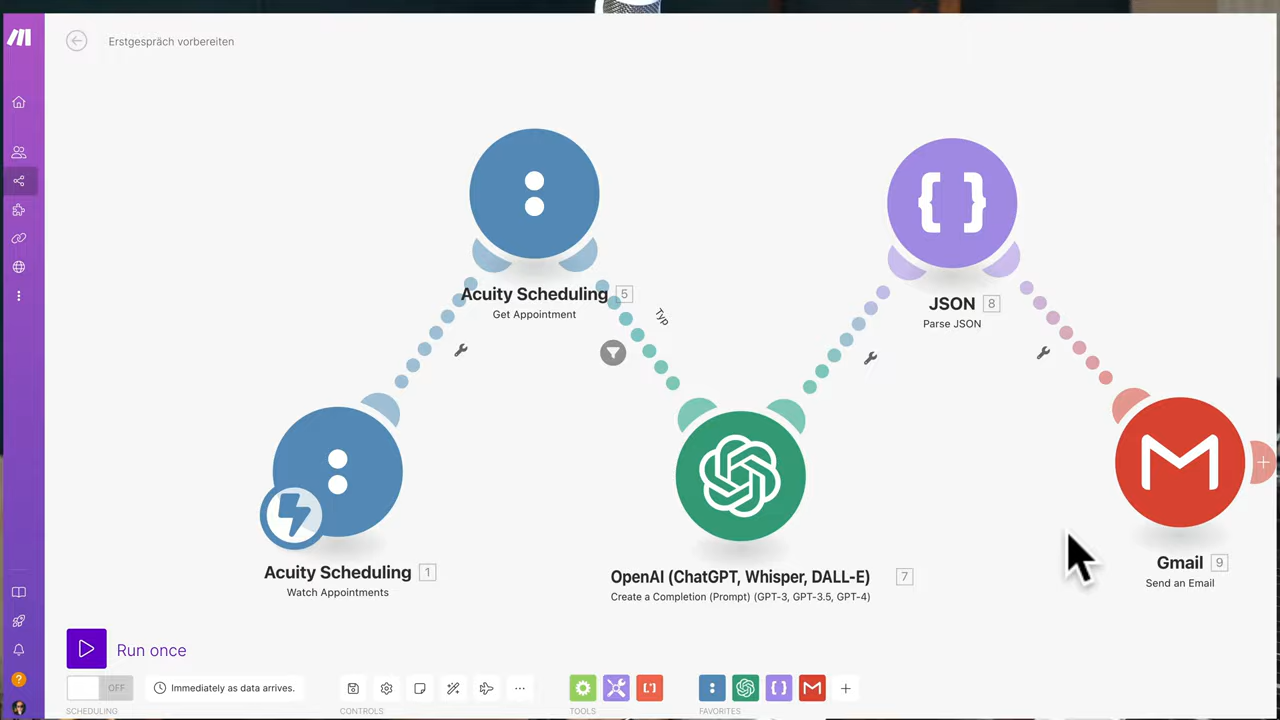 Erstgespräch vorbereiten
Acuity Scheduling 5
Get Appointment
Typ
JSON 8
Parse JSON
Acuity Scheduling 1
Watch Appointments
OpenAI (ChatGPT, Whisper, DALL-E) 7
Create a Completion (Prompt) (GPT-3, GPT-3.5, GPT-4)
Gmail 9
Send an Email
Run once
OFF
Immediately as data arrives.
SCHEDULING
CONTROLS
TOOLS
FAVORITES